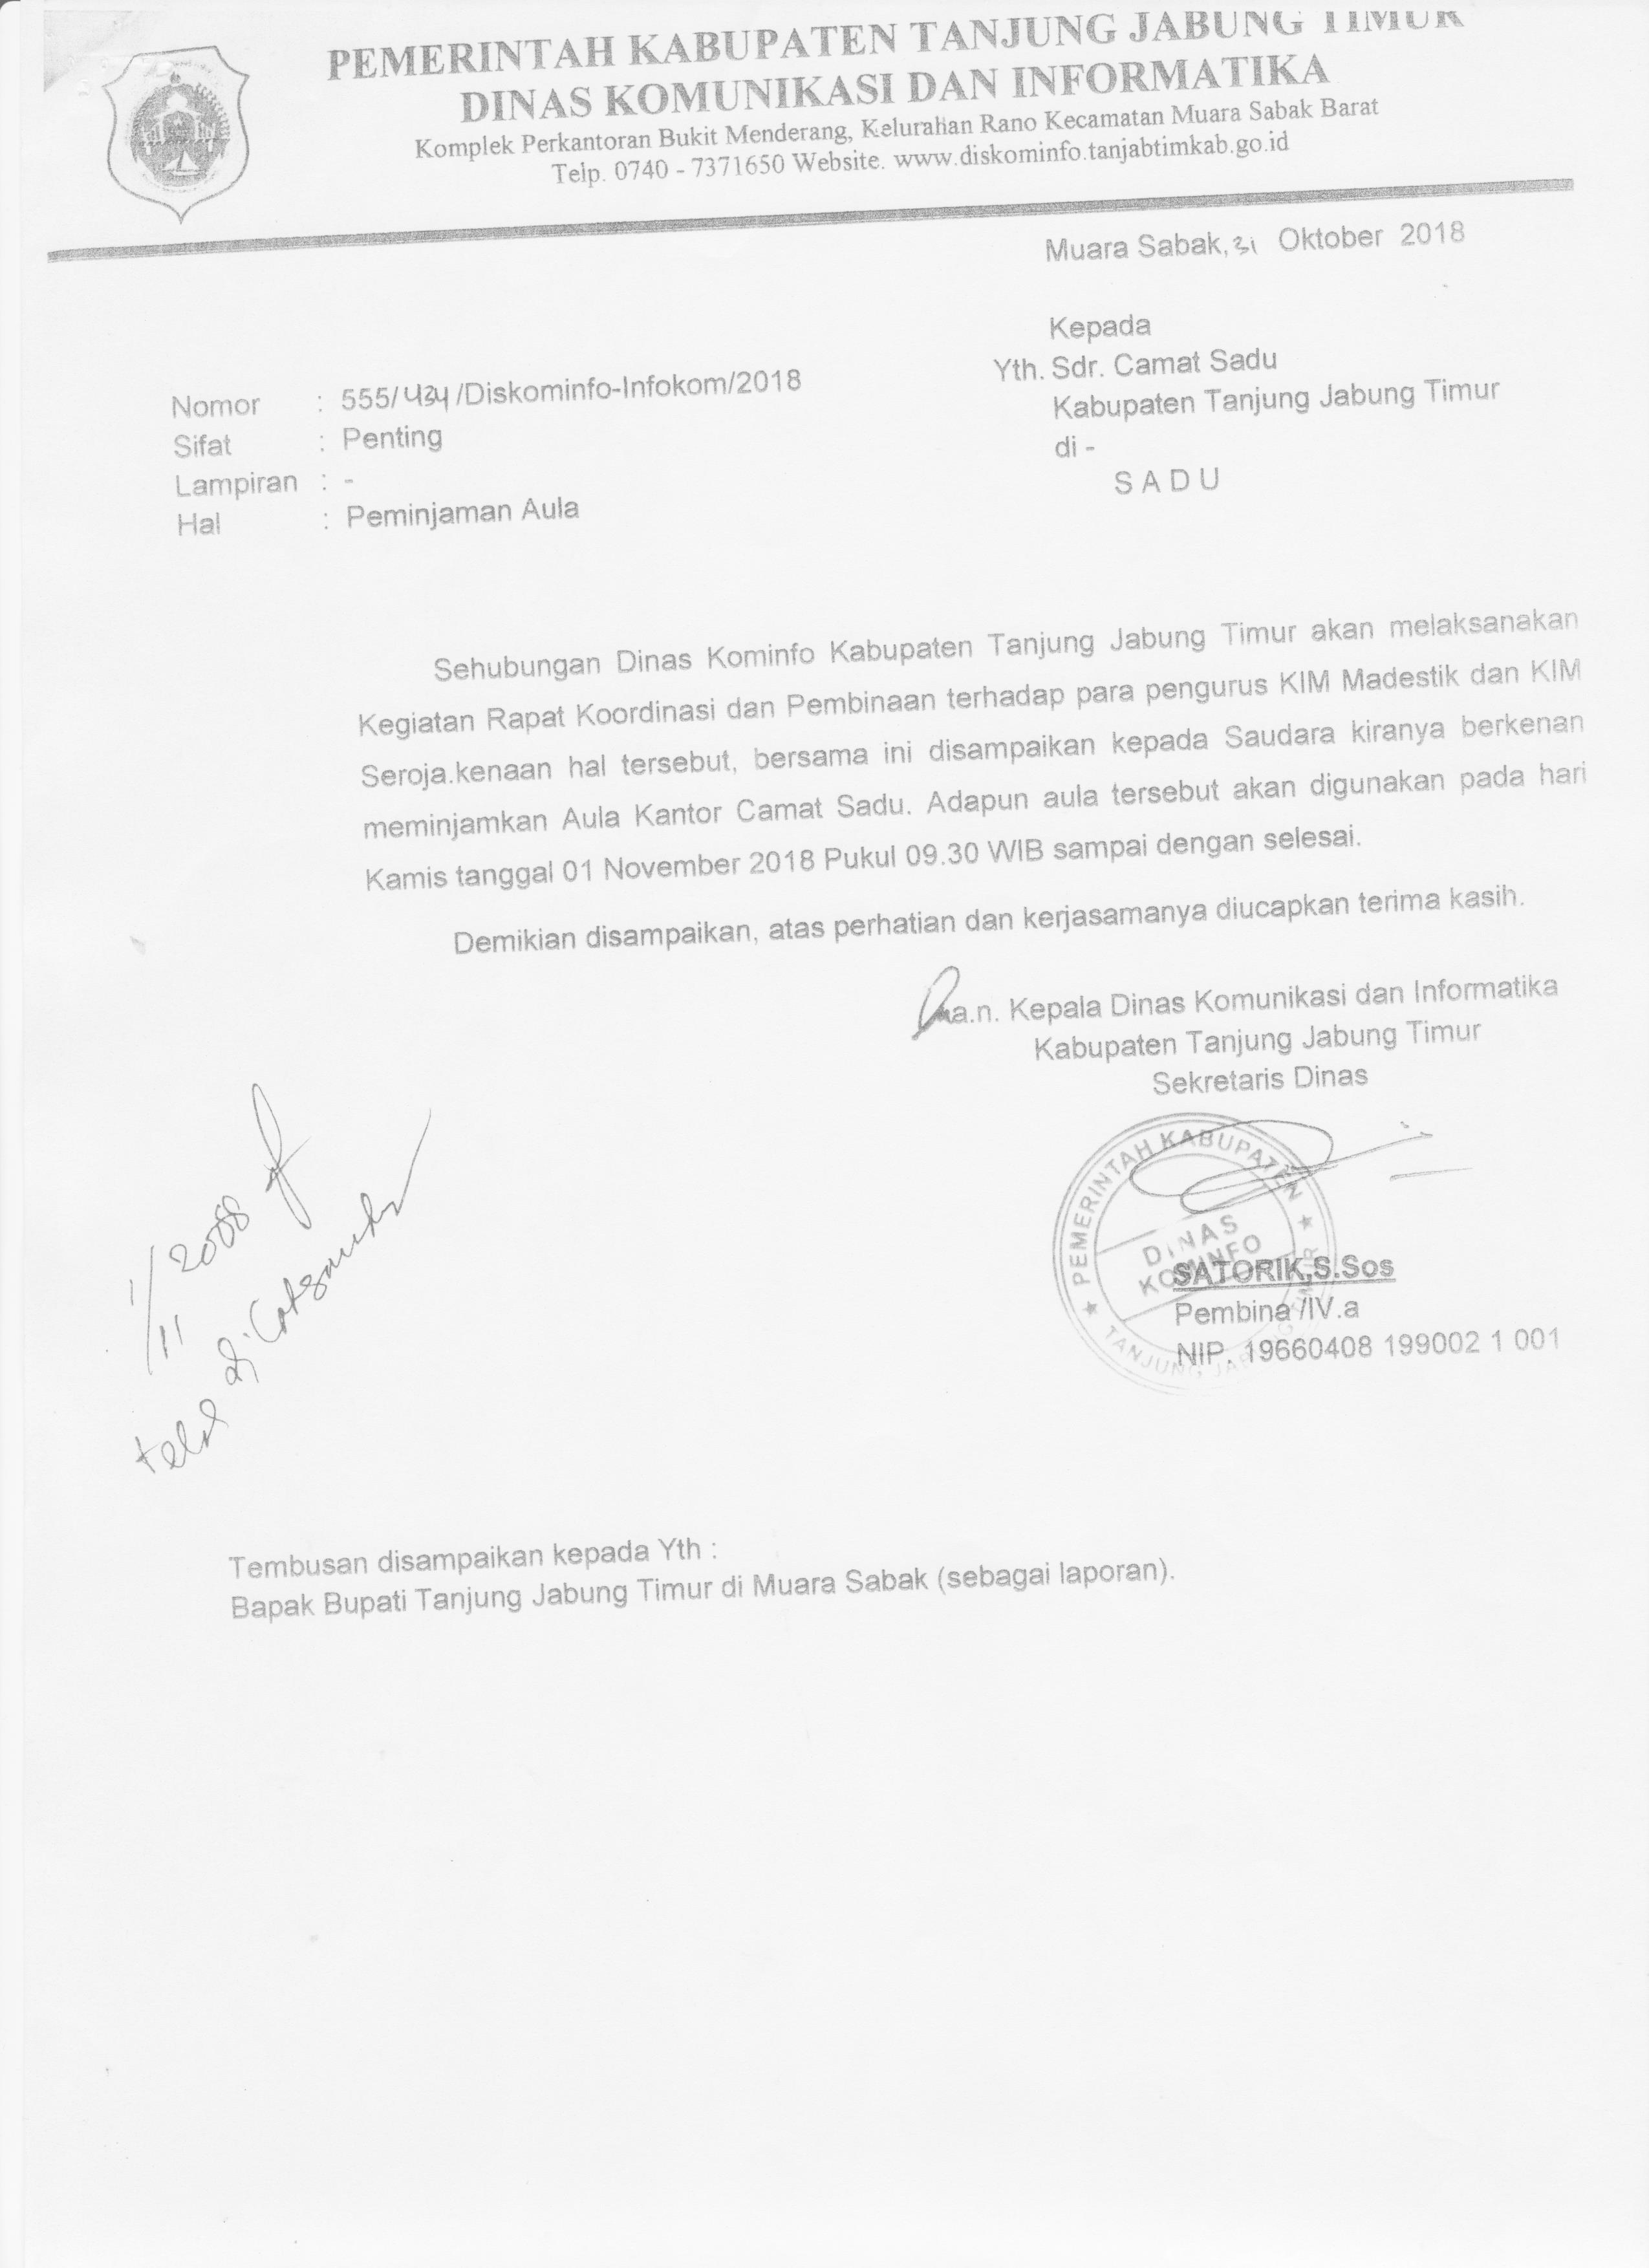 PEMERINTAH KABUPATEN TANJUNG JABUNG TIMUR
DINAS KOMUNIKASI DAN INFORMATIKA
Komplek Perkantoran Bukit Menderang, Kelurahan Rano Kecamatan Muara Sabak Barat
Telp. 0740 - 7371650 Website. www.diskominfo.tanjabtimkab.go.id
Muara Sabak, 31 Oktober 2018
Kepada
Yth. Sdr. Camat Sadu
Kabupaten Tanjung Jabung Timur
di -
S A D U
Nomor : 555/434/Diskominfo-Infokom/2018
Sifat : Penting
Lampiran : -
Hal : Peminjaman Aula
Sehubungan Dinas Kominfo Kabupaten Tanjung Jabung Timur akan melaksanakan
Kegiatan Rapat Koordinasi dan Pembinaan terhadap para pengurus KIM Madestik dan KIM
Seroja.kenaan hal tersebut, bersama ini disampaikan kepada Saudara kiranya berkenan
meminjamkan Aula Kantor Camat Sadu. Adapun aula tersebut akan digunakan pada hari
Kamis tanggal 01 November 2018 Pukul 09.30 WIB sampai dengan selesai.
Demikian disampaikan, atas perhatian dan kerjasamanya diucapkan terima kasih.
a.n. Kepala Dinas Komunikasi dan Informatika
Kabupaten Tanjung Jabung Timur
Sekretaris Dinas
PEMERINTAH KABUPATEN
TANJUNG JABUNG TIMUR
DINAS
KOMINFO
SATORIK,S.Sos
Pembina /IV.a
NIP. 19660408 199002 1 001
1/11
telah di
Tembusan disampaikan kepada Yth :
Bapak Bupati Tanjung Jabung Timur di Muara Sabak (sebagai laporan).